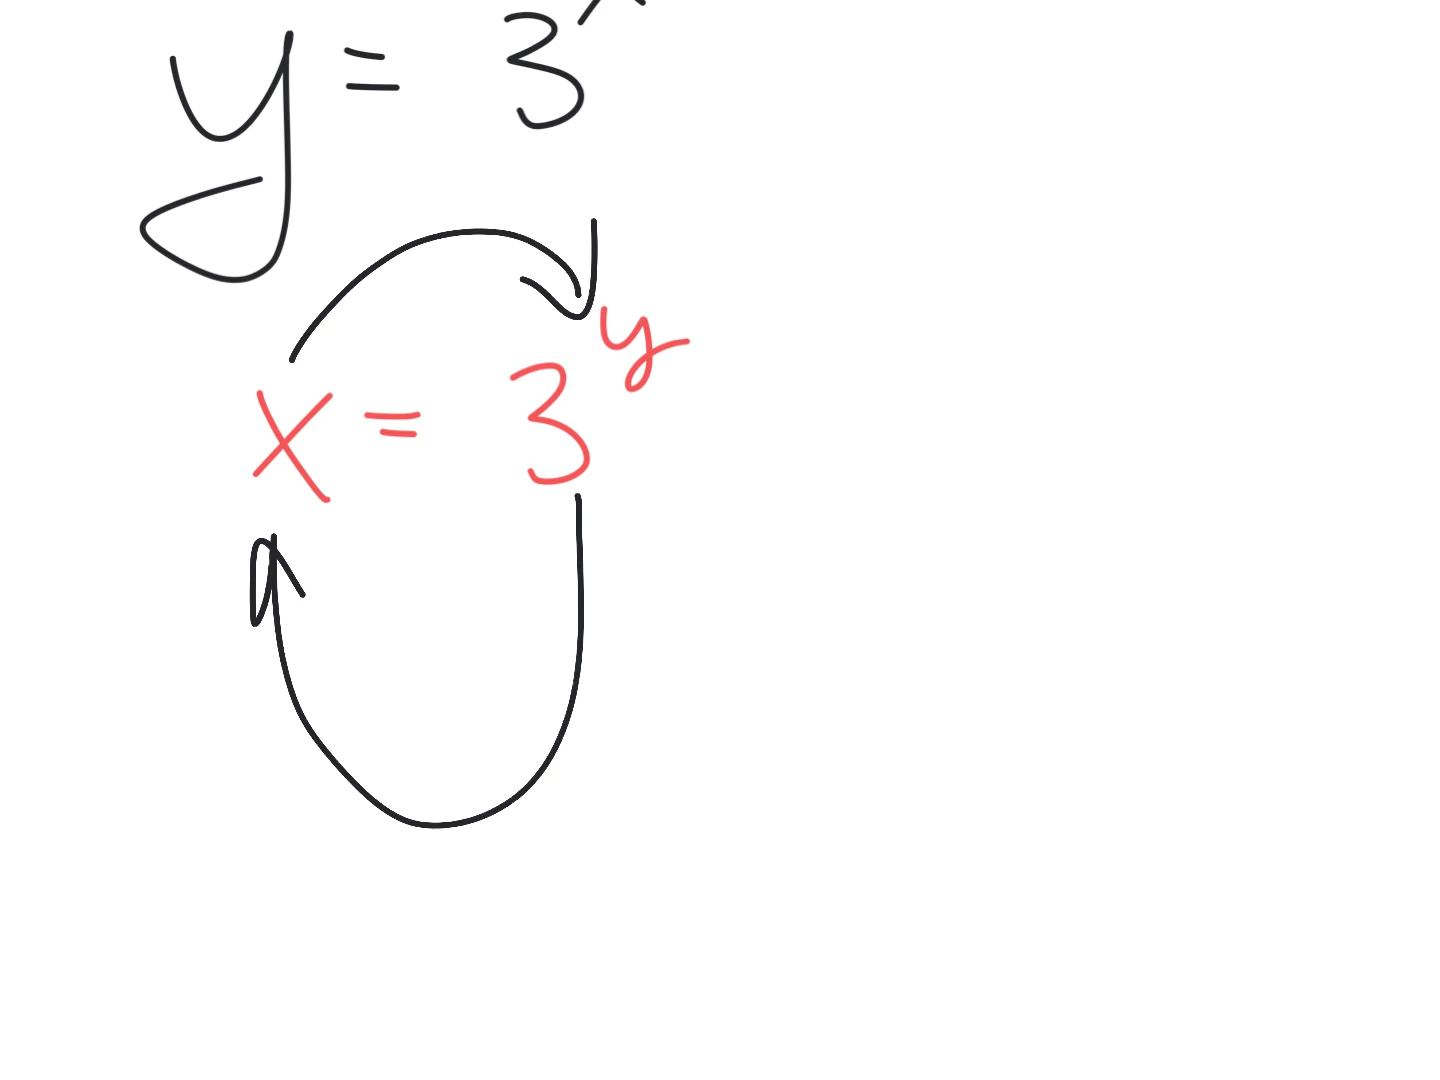 y = 3^x
x = 3^y